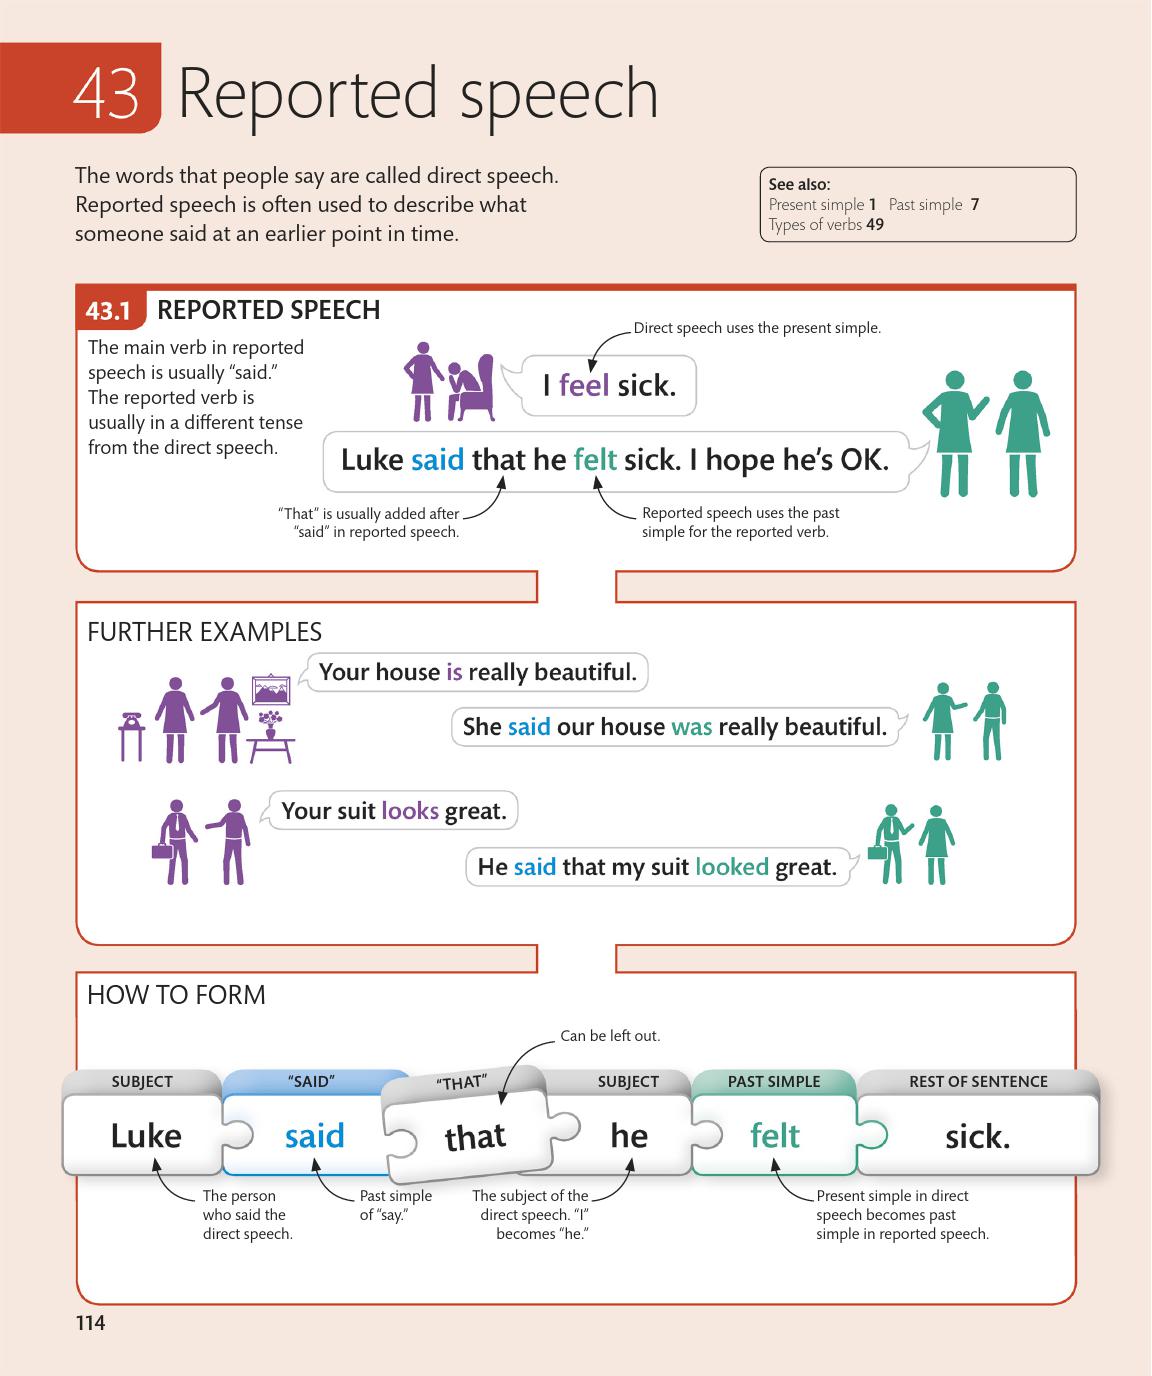 43 Reported speech
The words that people say are called direct speech.
Reported speech is often used to describe what
someone said at an earlier point in time.
See also:
Present simple 1 Past simple 7
Types of verbs 49
43.1 REPORTED SPEECH
The main verb in reported
speech is usually “said.”
The reported verb is
usually in a different tense
from the direct speech.
Direct speech uses the present simple.
I feel sick.
Luke said that he felt sick. I hope he’s OK.
“That” is usually added after
“said” in reported speech.
Reported speech uses the past
simple for the reported verb.
FURTHER EXAMPLES
Your house is really beautiful.
She said our house was really beautiful.
Your suit looks great.
He said that my suit looked great.
HOW TO FORM
Can be left out.
SUBJECT “SAID” “THAT” SUBJECT PAST SIMPLE REST OF SENTENCE
Luke said that he felt sick.
The person
who said the
direct speech.
Past simple
of “say.”
The subject of the
direct speech. “I”
becomes “he.”
Present simple in direct
speech becomes past
simple in reported speech.
114